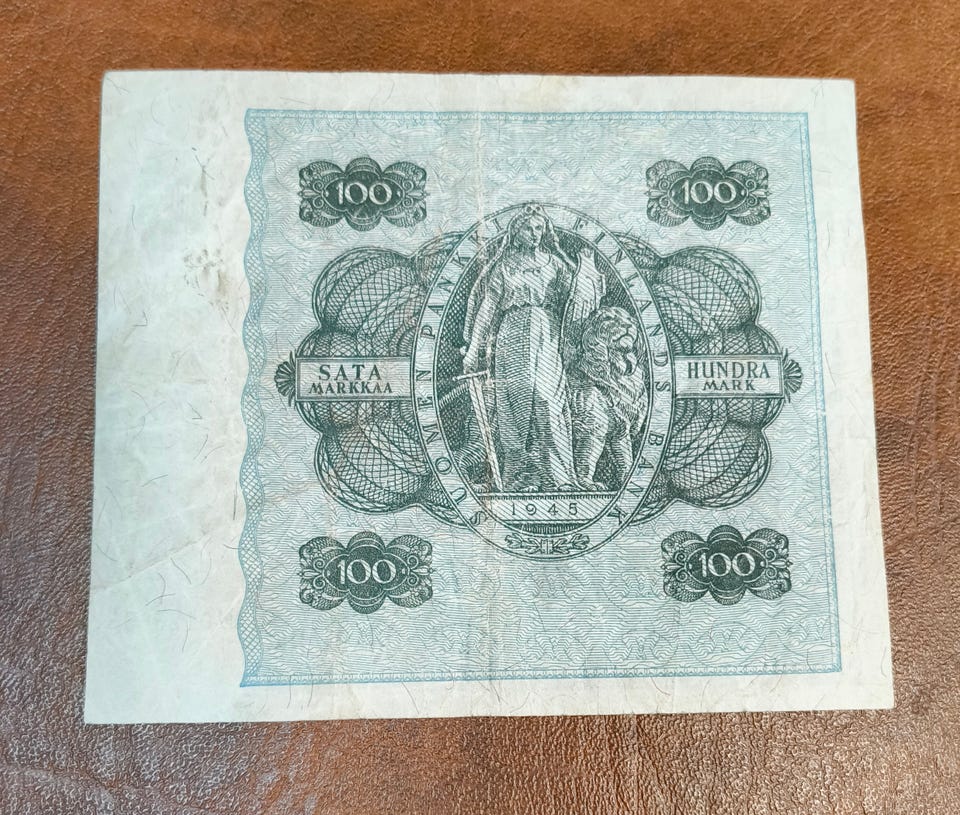 100
100
SUOMEN PANKKI
FINLANDS BANK
SATA
MARKKAA
HUNDRA
MARK
1945
100
100